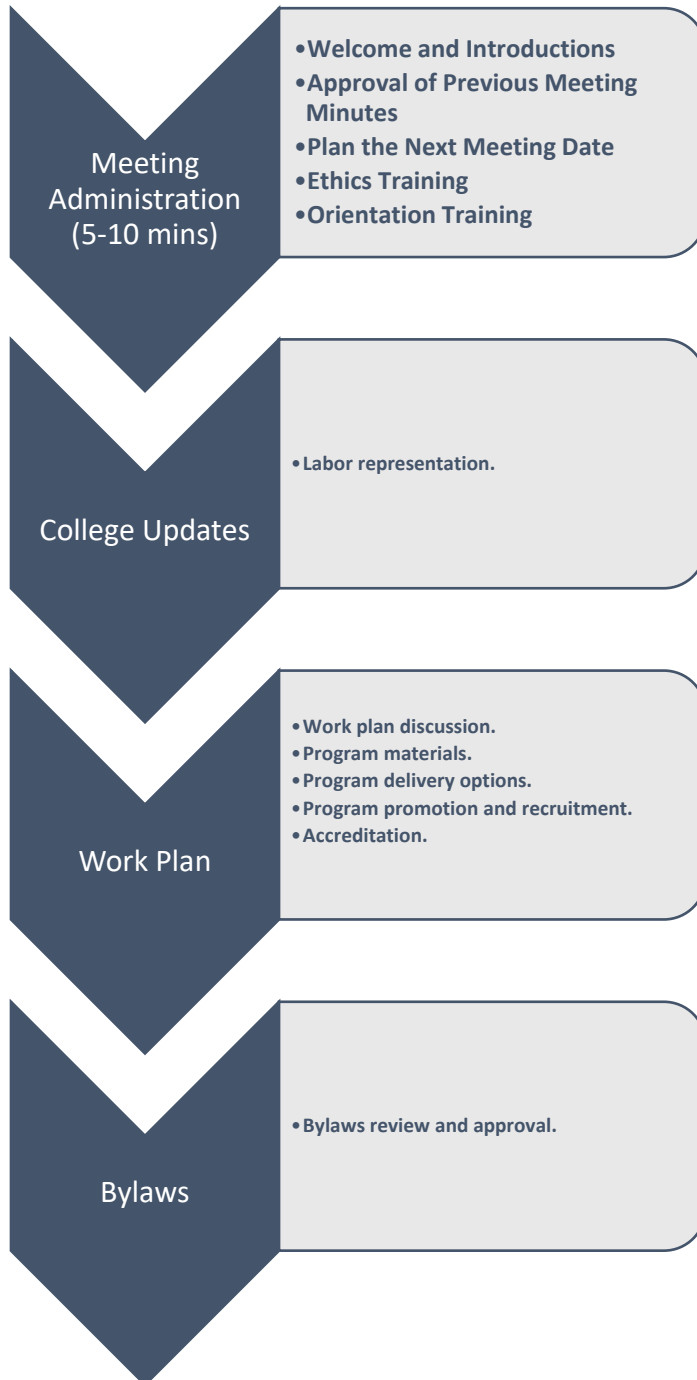 Meeting
Administration
(5-10 mins)
•Welcome and Introductions
•Approval of Previous Meeting
Minutes
•Plan the Next Meeting Date
•Ethics Training
•Orientation Training
College Updates
•Labor representation.
Work Plan
•Work plan discussion.
•Program materials.
•Program delivery options.
•Program promotion and recruitment.
•Accreditation.
Bylaws
•Bylaws review and approval.